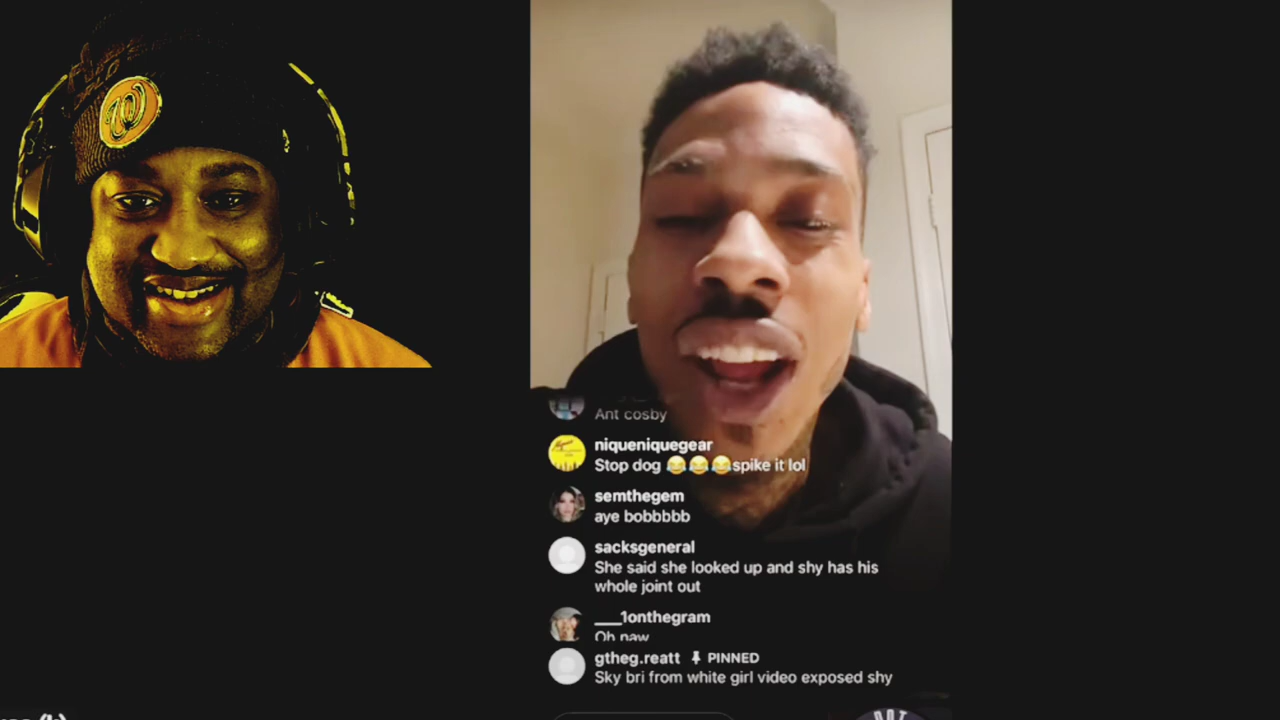 Ant cosby
niqueniquegear
Stop dog 😂😂😂spike it lol
semthegem
aye bobbbbb
sacksgeneral
She said she looked up and shy has his
whole joint out
___1onthegram
Oh naw
gtheg.reatt 📌 PINNED
Sky bri from white girl video exposed shy